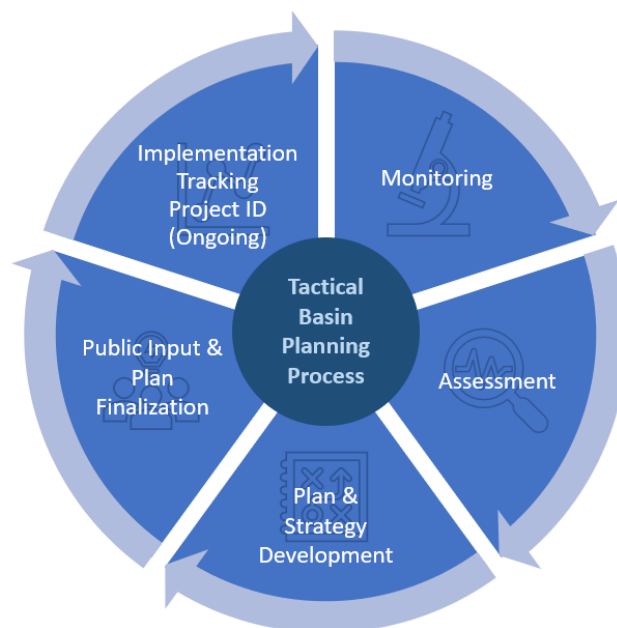 Implementation
Tracking
Project ID
(Ongoing)
Monitoring
Tactical
Basin
Planning
Process
Public Input &
Plan
Finalization
Assessment
Plan &
Strategy
Development